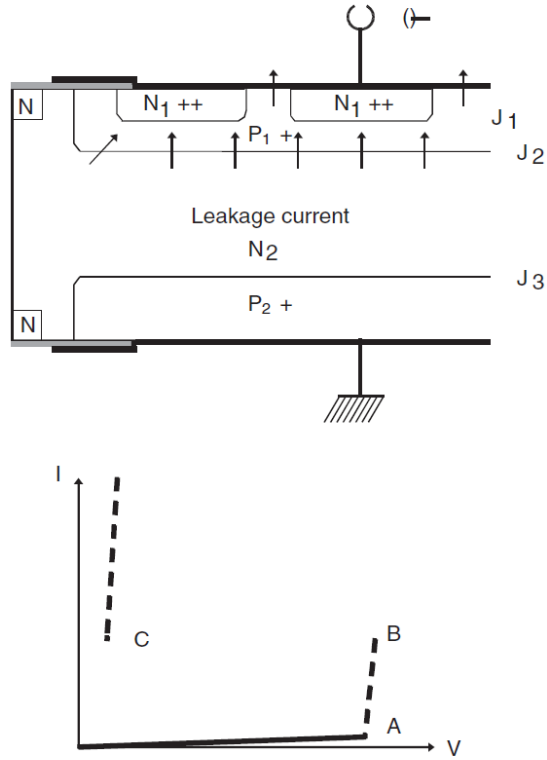 (-)
N
N1 ++
N1 ++
J1
P1 +
J2
Leakage current
N2
J3
P2 +
N
I
C
B
A
V